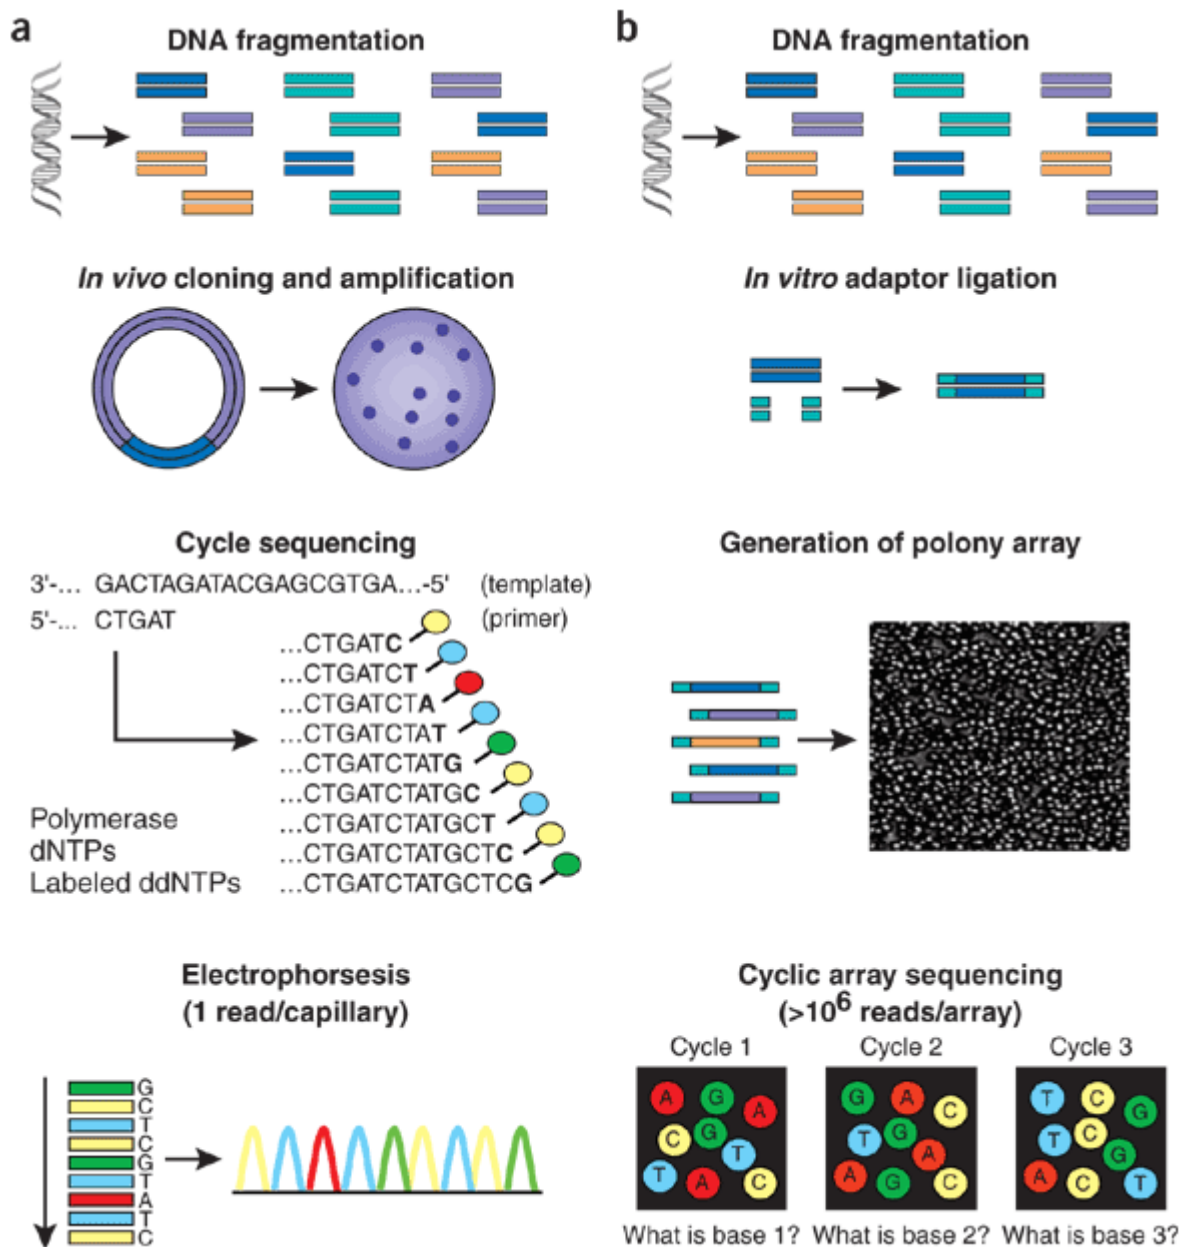 a
DNA fragmentation
In vivo cloning and amplification
Cycle sequencing
3'-... GACTAGATACGAGCGTGA...-5' (template)
5'-... CTGAT (primer)
...CTGATC
...CTGATCT
...CTGATCTA
...CTGATCTAT
...CTGATCTATG
...CTGATCTATGC
...CTGATCTATGCT
...CTGATCTATGCTC
...CTGATCTATGCTCG
Polymerase
dNTPs
Labeled ddNTPs
Electrophorsesis
(1 read/capillary)
G
C
T
C
G
T
A
T
C
b
DNA fragmentation
In vitro adaptor ligation
Generation of polony array
Cyclic array sequencing
(>10^6 reads/array)
Cycle 1
A G A
C G T
T A C
What is base 1?
Cycle 2
G A C
T G A
A G C
What is base 2?
Cycle 3
T C G
T C G
A C T
What is base 3?